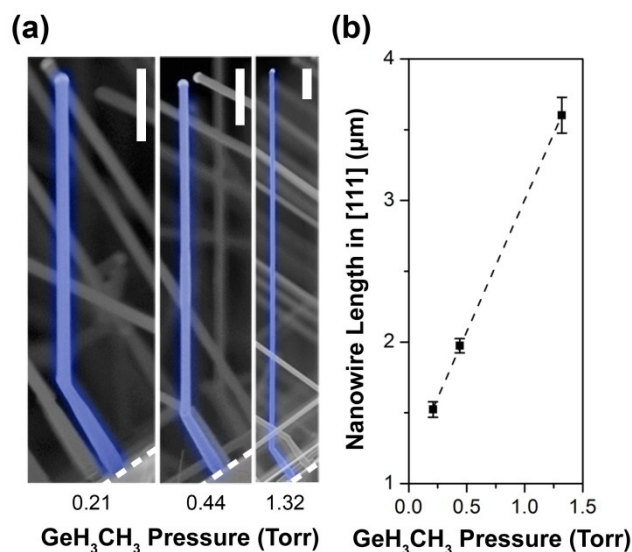 (a)
0.21 0.44 1.32
GeH₃CH₃ Pressure (Torr)
(b)
Nanowire Length in [111] (μm)
4
3
2
1
0.0 0.5 1.0 1.5
GeH₃CH₃ Pressure (Torr)